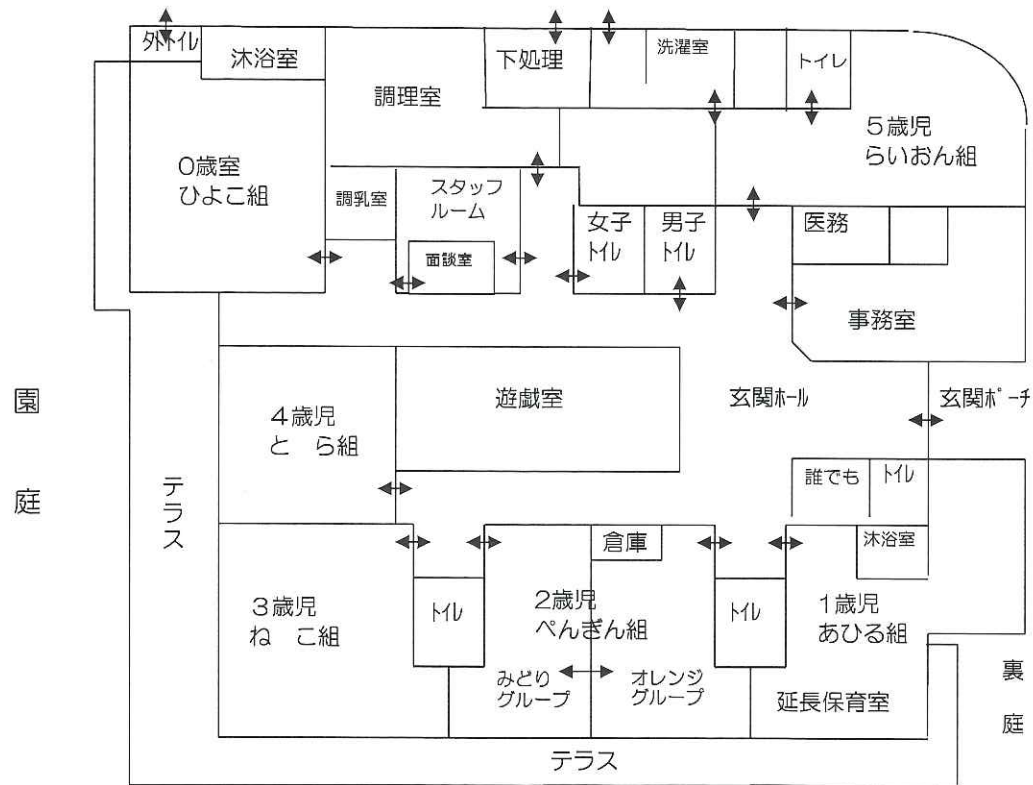 外トイレ
沐浴室
調理室
下処理
洗濯室
トイレ
5歳児
らいおん組
0歳室
ひよこ組
調乳室
スタッフ
ルーム
面談室
女子
トイレ
男子
トイレ
医務
事務室
園庭
4歳児
と ら組
遊戯室
玄関ホール
玄関ポーチ
テラス
誰でも
トイレ
倉庫
沐浴室
3歳児
ね こ組
トイレ
2歳児
ぺんぎん組
トイレ
1歳児
あひる組
みどり
グループ
オレンジ
グループ
延長保育室
裏庭
テラス